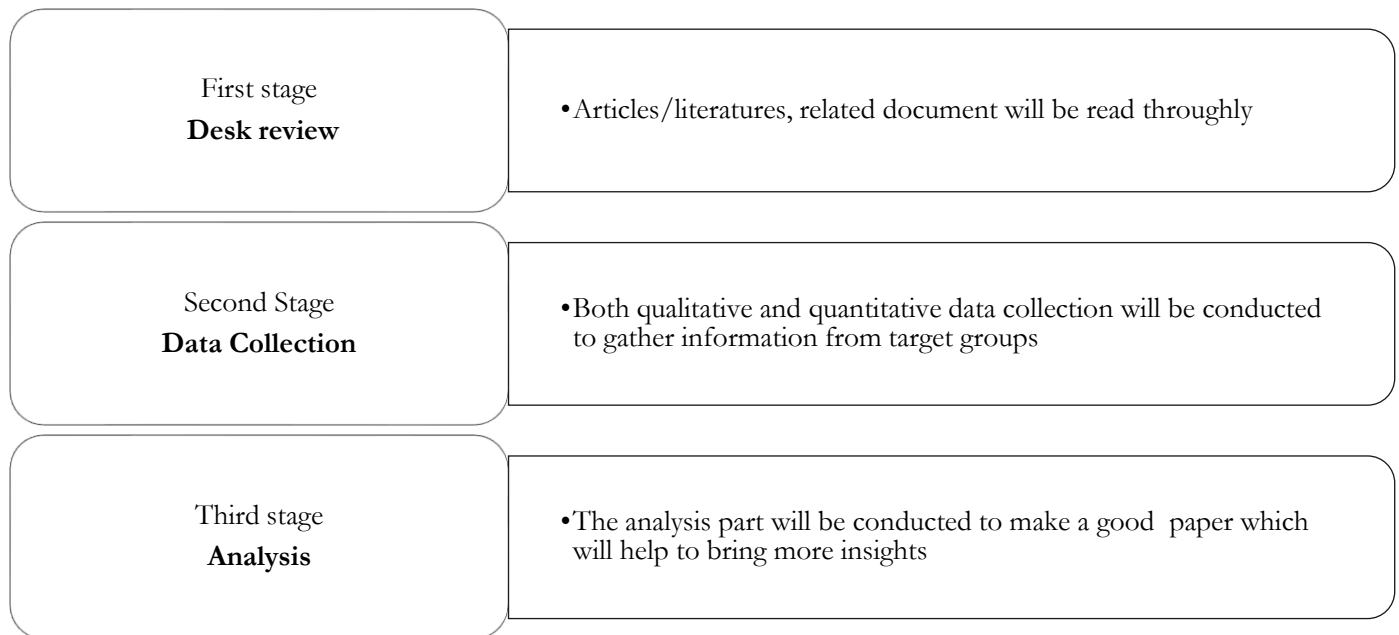 First stage
Desk review
•Articles/literatures, related document will be read throughly
Second Stage
Data Collection
•Both qualitative and quantitative data collection will be conducted
to gather information from target groups
Third stage
Analysis
•The analysis part will be conducted to make a good  paper which
will help to bring more insights